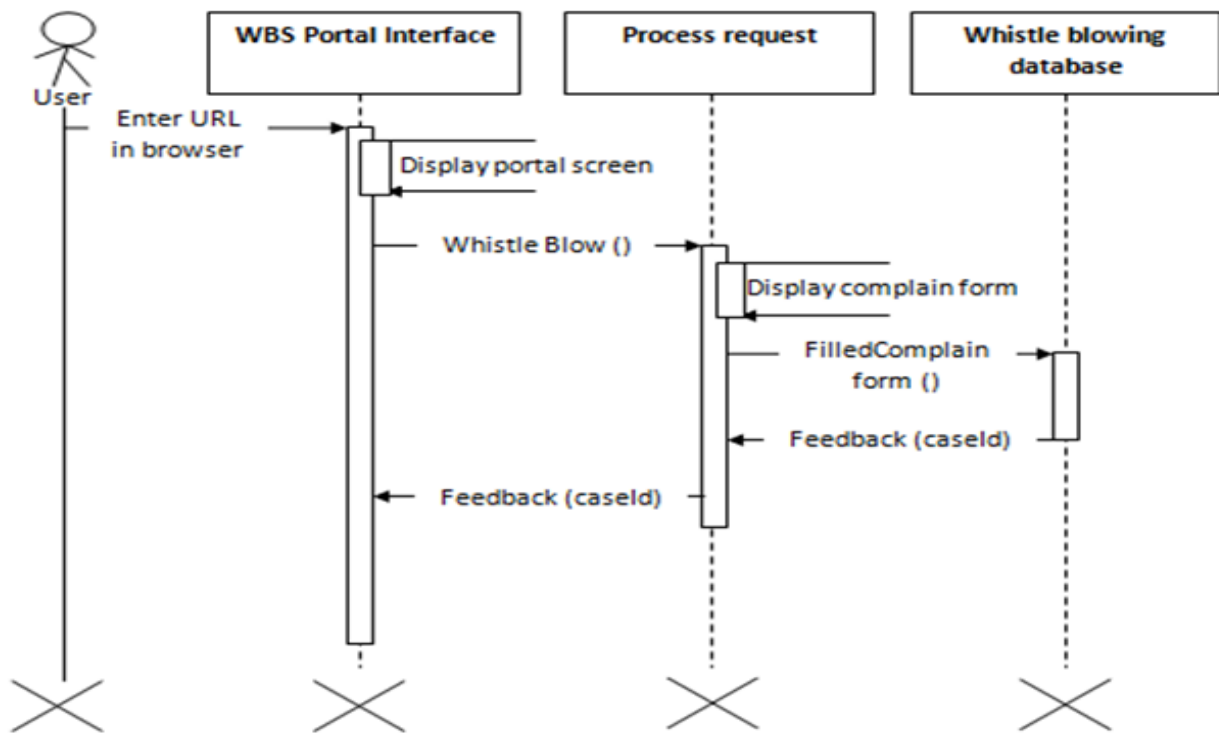 WBS Portal Interface
Process request
Whistle blowing
database
User
Enter URL
in browser
Display portal screen
Whistle Blow ()
Display complain form
FilledComplain
form ()
Feedback (caseId)
Feedback (caseId)